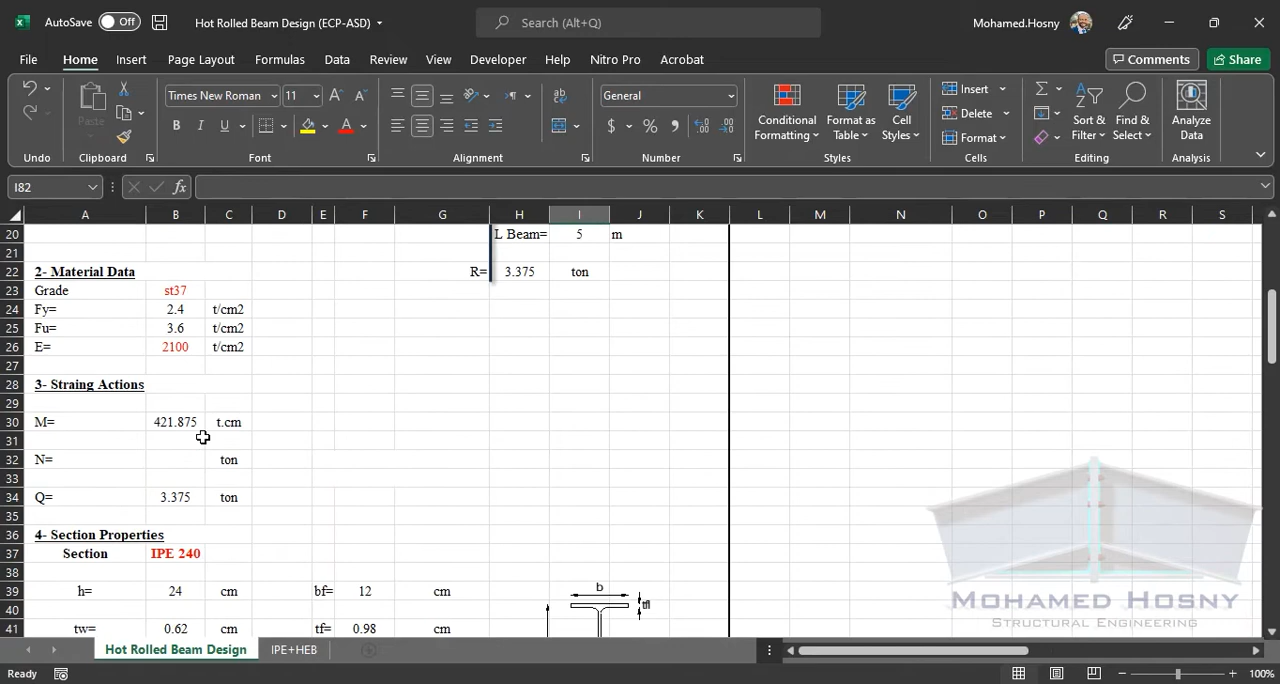 AutoSave Off Hot Rolled Beam Design (ECP-ASD) Search (Alt+Q) Mohamed.Hosny
File Home Insert Page Layout Formulas Data Review View Developer Help Nitro Pro Acrobat Comments Share
Paste Times New Roman 11 A A ab General Conditional Formatting Format as Table Cell Styles Insert Delete Format Sort & Filter Find & Select Analyze Data
B I U A $ % ,
Undo Clipboard Font Alignment Number Styles Cells Editing Analysis
I82 fx
A B C D E F G H I J K L M N O P Q R S
20 L Beam= 5 m
21
22 2- Material Data R= 3.375 ton
23 Grade st37
24 Fy= 2.4 t/cm2
25 Fu= 3.6 t/cm2
26 E= 2100 t/cm2
27
28 3- Straing Actions
29
30 M= 421.875 t.cm
31
32 N= ton
33
34 Q= 3.375 ton
35
36 4- Section Properties
37 Section IPE 240
38
39 h= 24 cm bf= 12 cm b
40 tfl
41 tw= 0.62 cm tf= 0.98 cm
MOHAMED HOSNY
STRUCTURAL ENGINEERING
Hot Rolled Beam Design IPE+HEB
Ready 100%